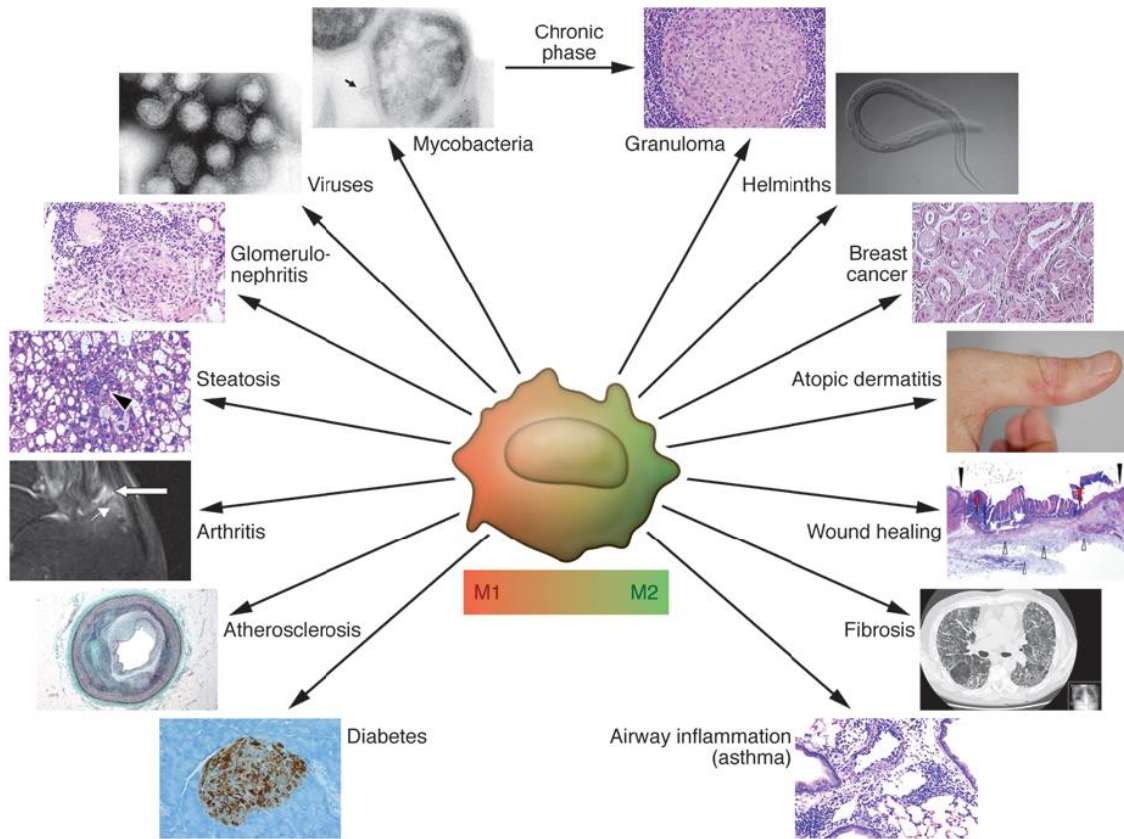 Chronic
phase
Mycobacteria
Granuloma
Viruses
Helminths
Glomerulo-
nephritis
Breast
cancer
Steatosis
Atopic dermatitis
Arthritis
Wound healing
Atherosclerosis
Fibrosis
M1
M2
Diabetes
Airway inflammation
(asthma)